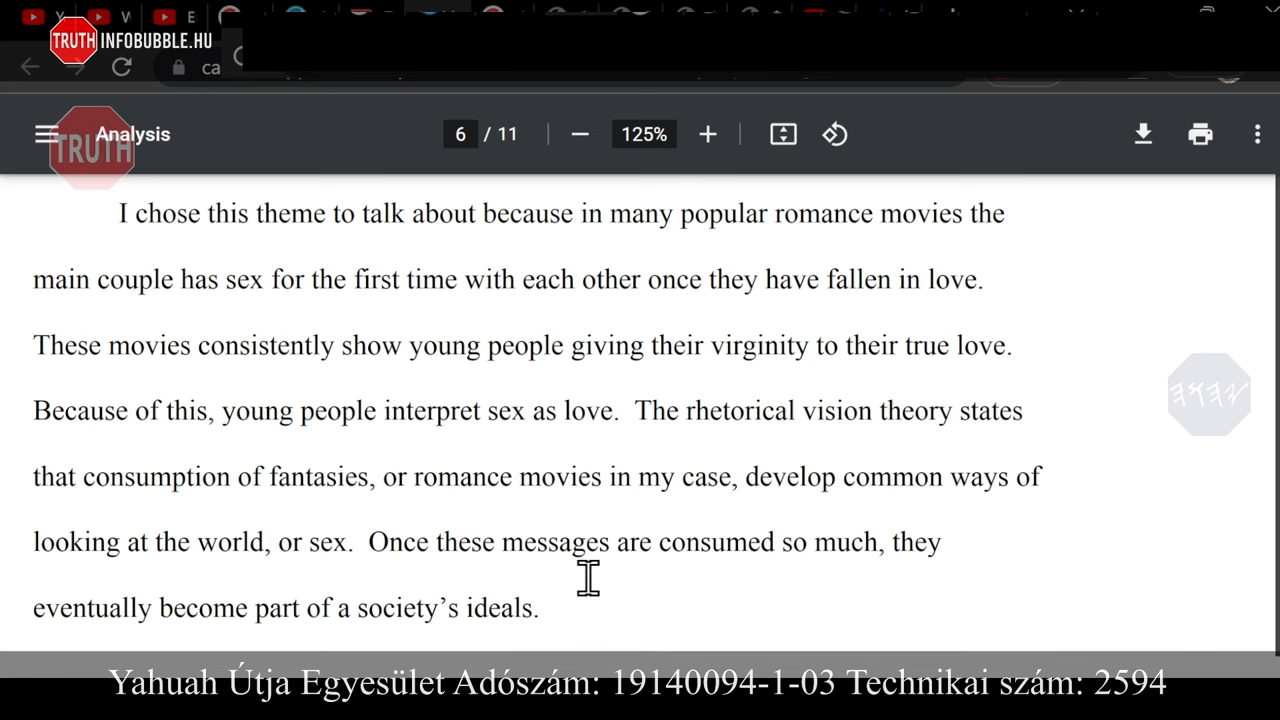 Y
W
E
TRUTH INFOBUBBLE.HU
ca
TRUTH
Analysis
6 / 11
125%
I chose this theme to talk about because in many popular romance movies the
main couple has sex for the first time with each other once they have fallen in love.
These movies consistently show young people giving their virginity to their true love.
Because of this, young people interpret sex as love. The rhetorical vision theory states
that consumption of fantasies, or romance movies in my case, develop common ways of
looking at the world, or sex. Once these messages are consumed so much, they
eventually become part of a society’s ideals.
Yahuah Útja Egyesület Adószám: 19140094-1-03 Technikai szám: 2594